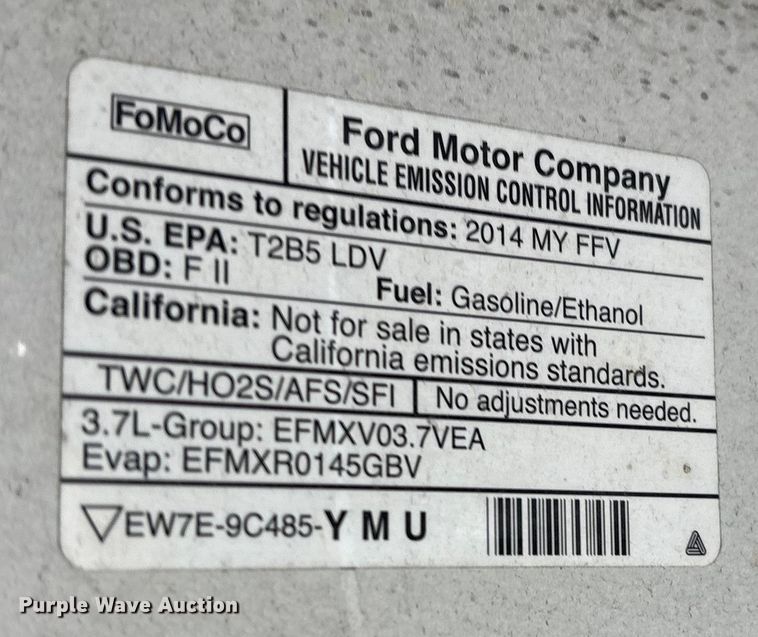 FoMoCo
Ford Motor Company
VEHICLE EMISSION CONTROL INFORMATION
Conforms to regulations: 2014 MY FFV
U.S. EPA: T2B5 LDV
OBD: F II
Fuel: Gasoline/Ethanol
California: Not for sale in states with
California emissions standards.
TWC/HO2S/AFS/SFI
No adjustments needed.
3.7L-Group: EFMXV03.7VEA
Evap: EFMXR0145GBV
EW7E-9C485-Y M U
Purple Wave Auction